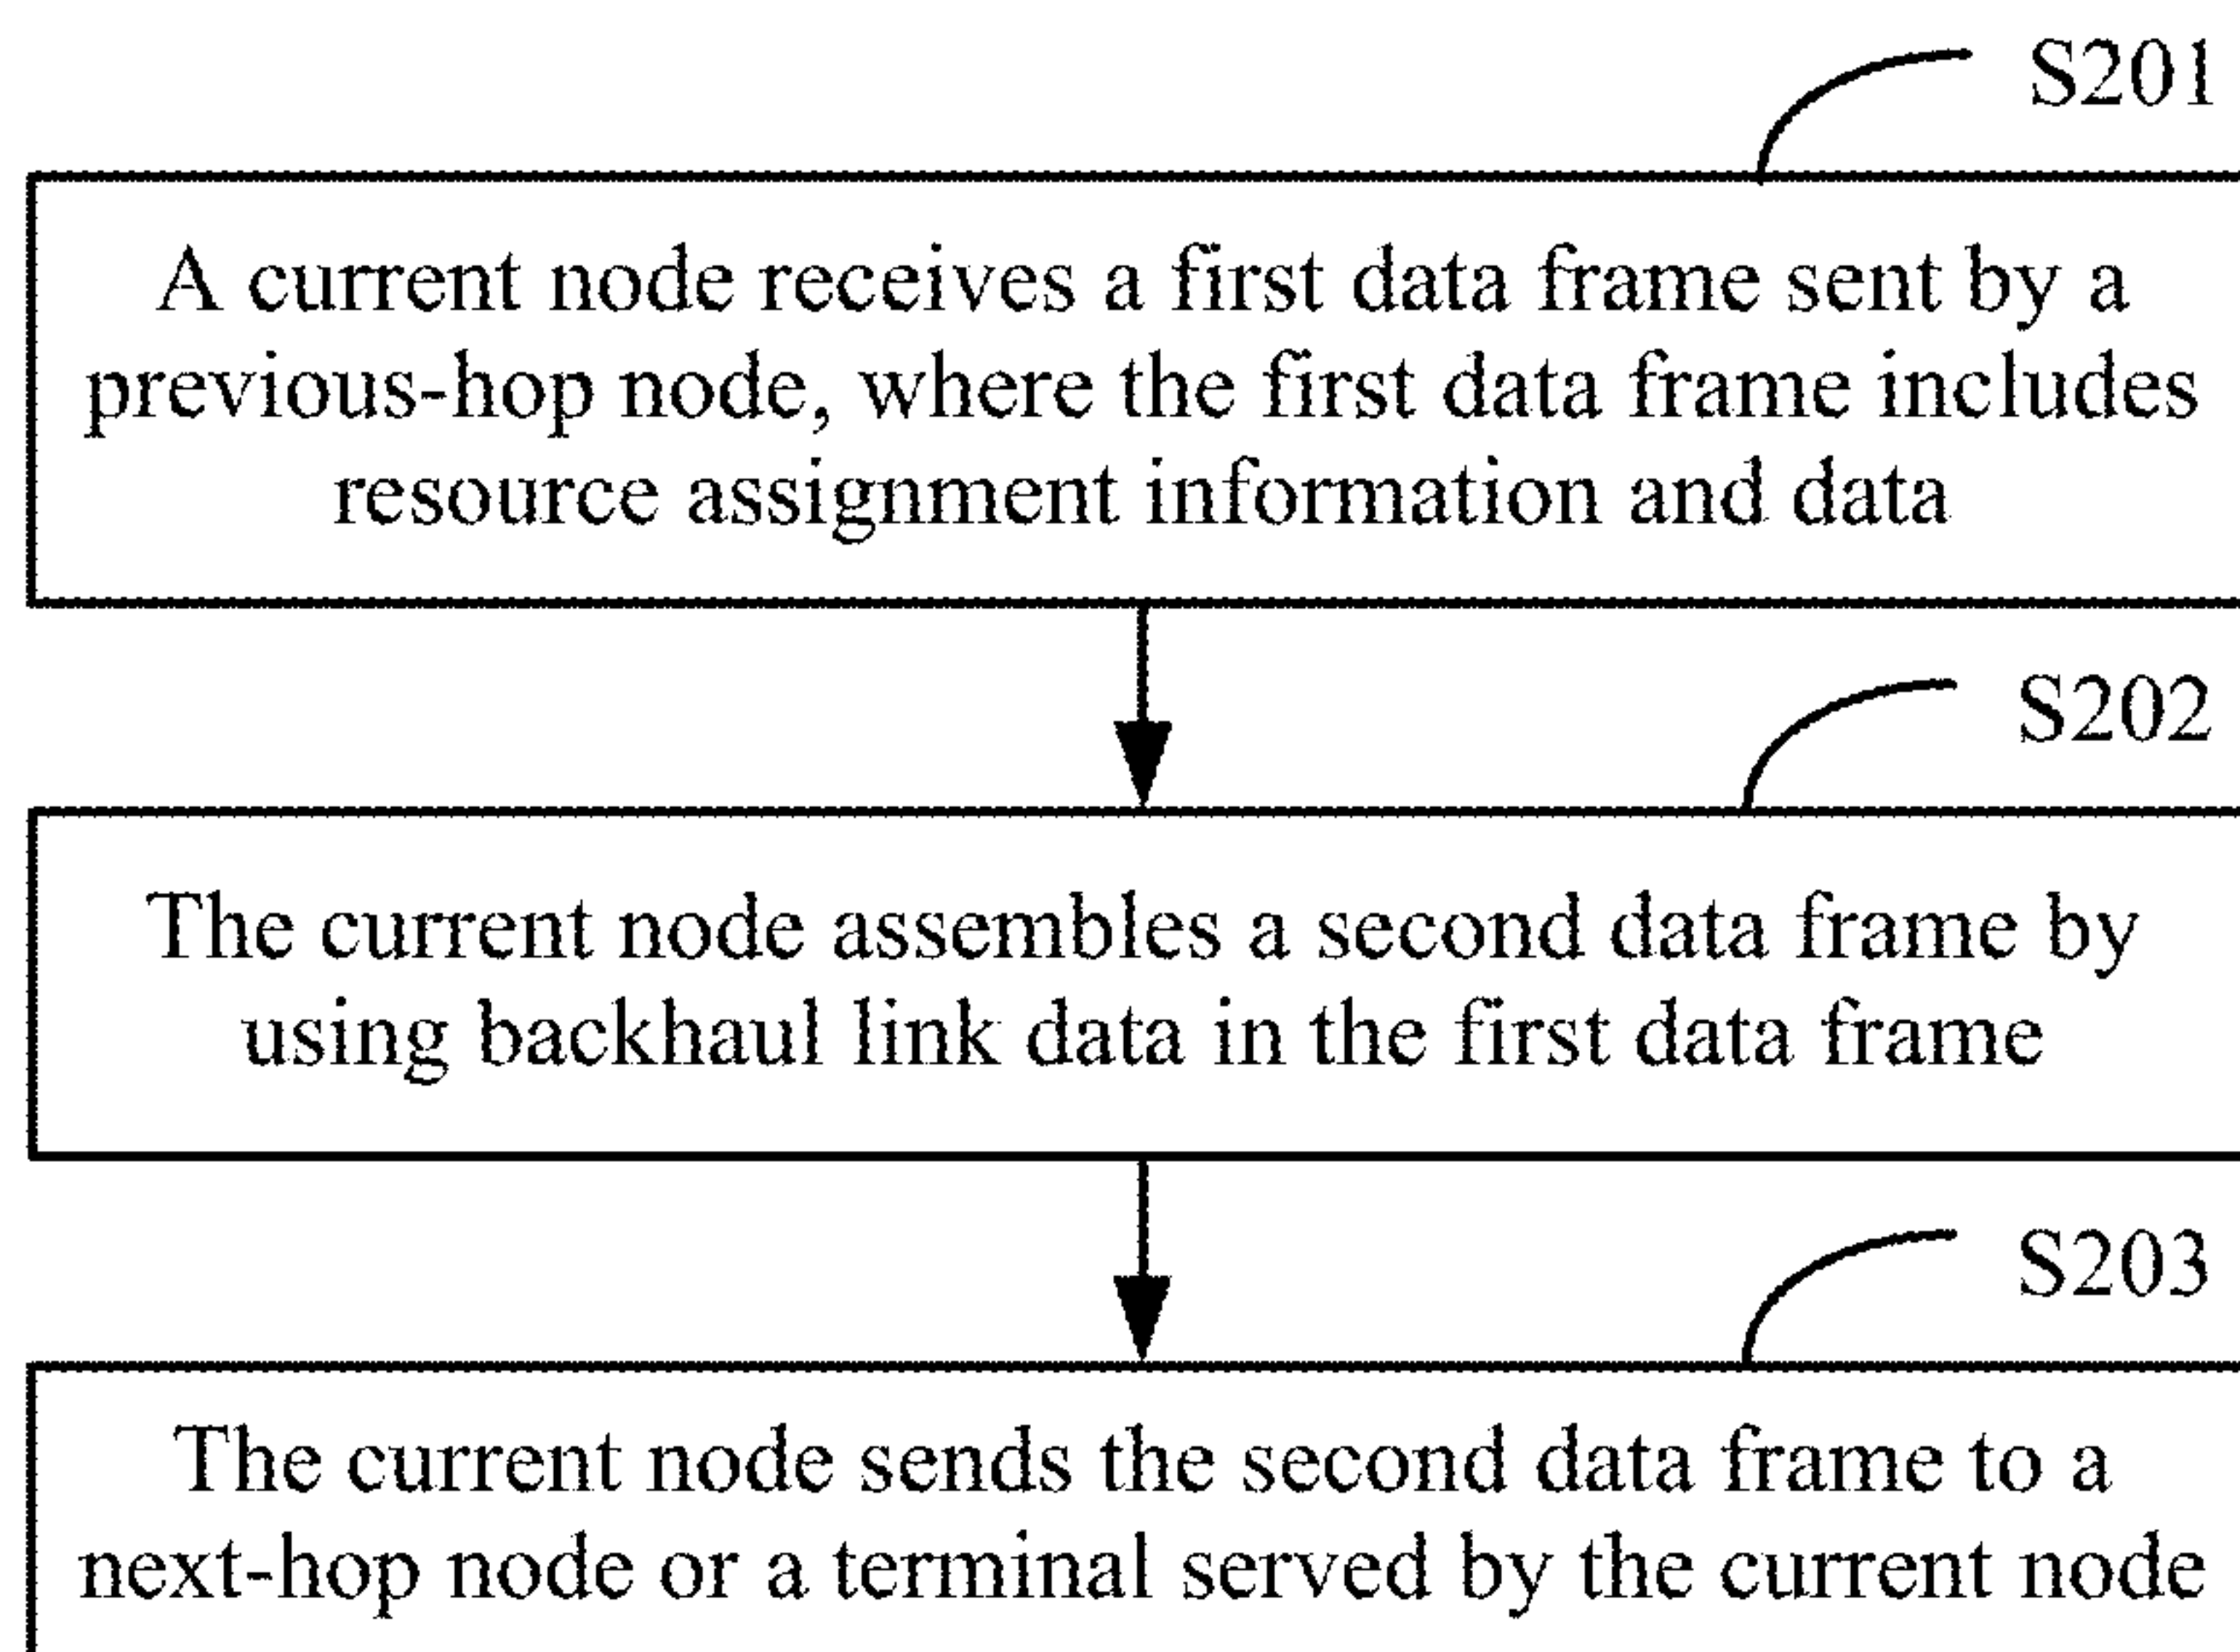 S201
A current node receives a first data frame sent by a
previous-hop node, where the first data frame includes
resource assignment information and data
S202
The current node assembles a second data frame by
using backhaul link data in the first data frame
S203
The current node sends the second data frame to a
next-hop node or a terminal served by the current node